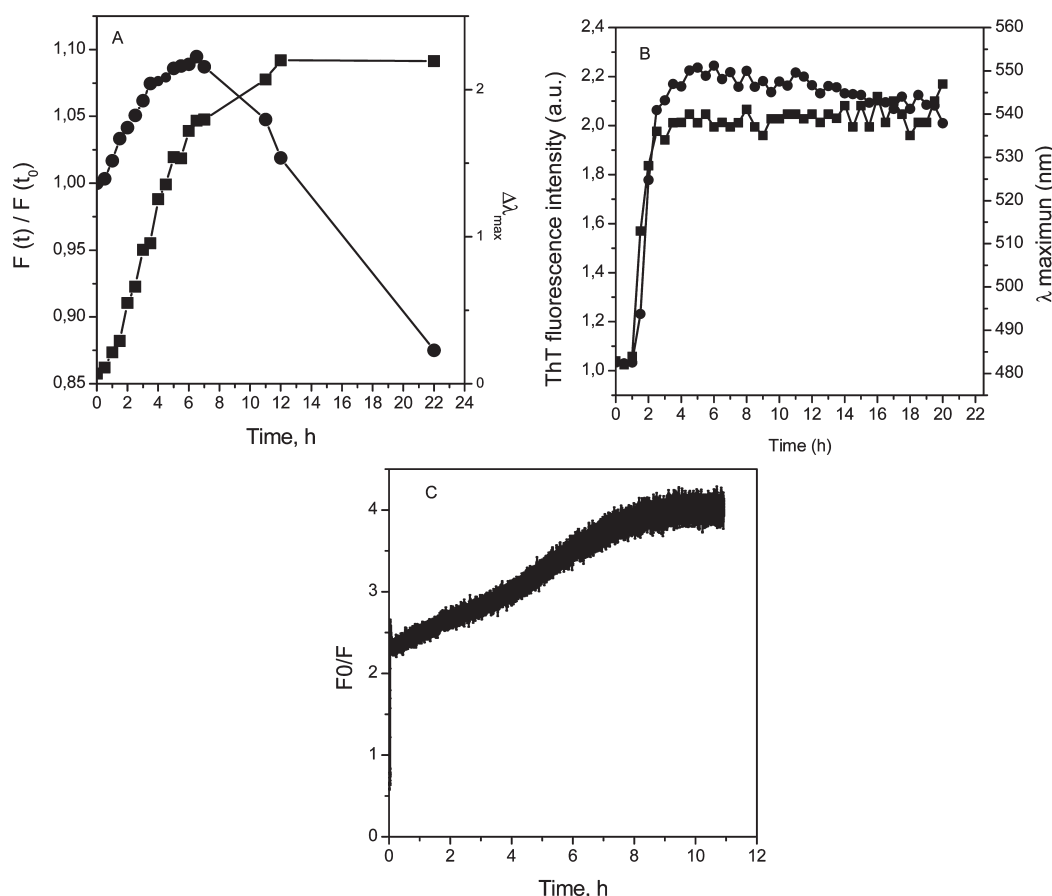 A
1,10
1,05
1,00
0,95
0,90
0,85
F (t) / F (t0)
2
1
0
Δλmax
0 2 4 6 8 10 12 14 16 18 20 22 24
Time, h
B
2,4
2,2
2,0
1,8
1,6
1,4
1,2
1,0
ThT fluorescence intensity (a.u.)
560
550
540
530
520
510
500
490
480
λ maximun (nm)
0 2 4 6 8 10 12 14 16 18 20 22
Time (h)
C
4
3
2
1
0
F0/F
0 2 4 6 8 10 12
Time, h